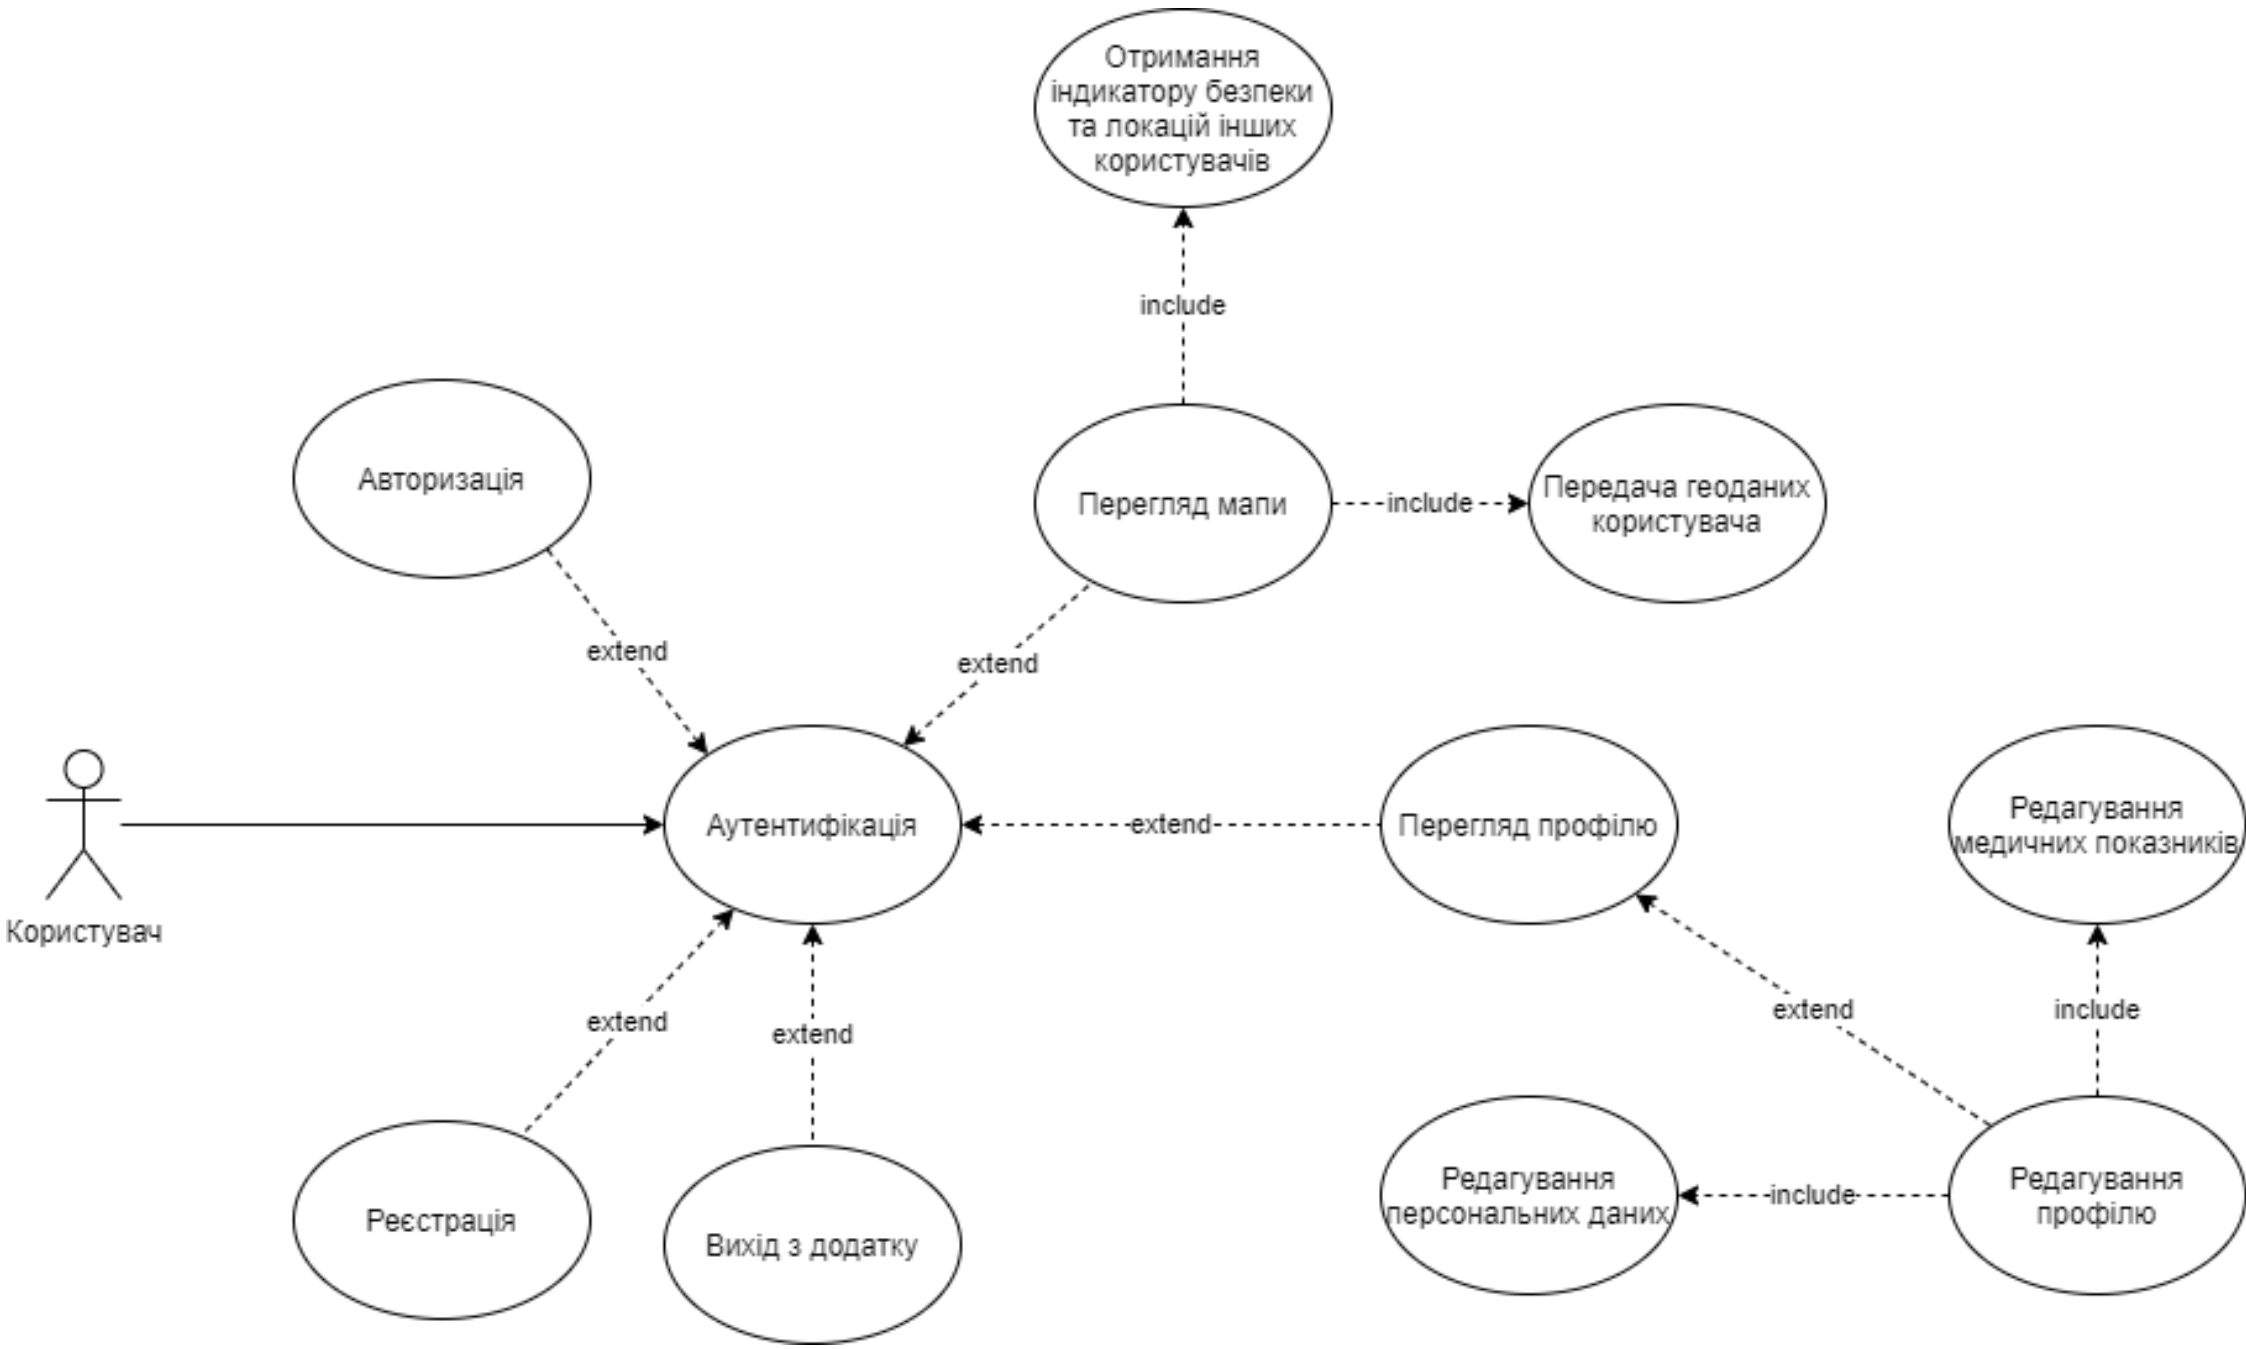 Отримання
індикатору безпеки
та локацій інших
користувачів
include
Авторизація
Перегляд мапи
include
Передача геоданих
користувача
extend
extend
Користувач
Аутентифікація
extend
Перегляд профілю
Редагування
медичних показників
extend
extend
extend
include
Реєстрація
Вихід з додатку
Редагування
персональних даних
include
Редагування
профілю